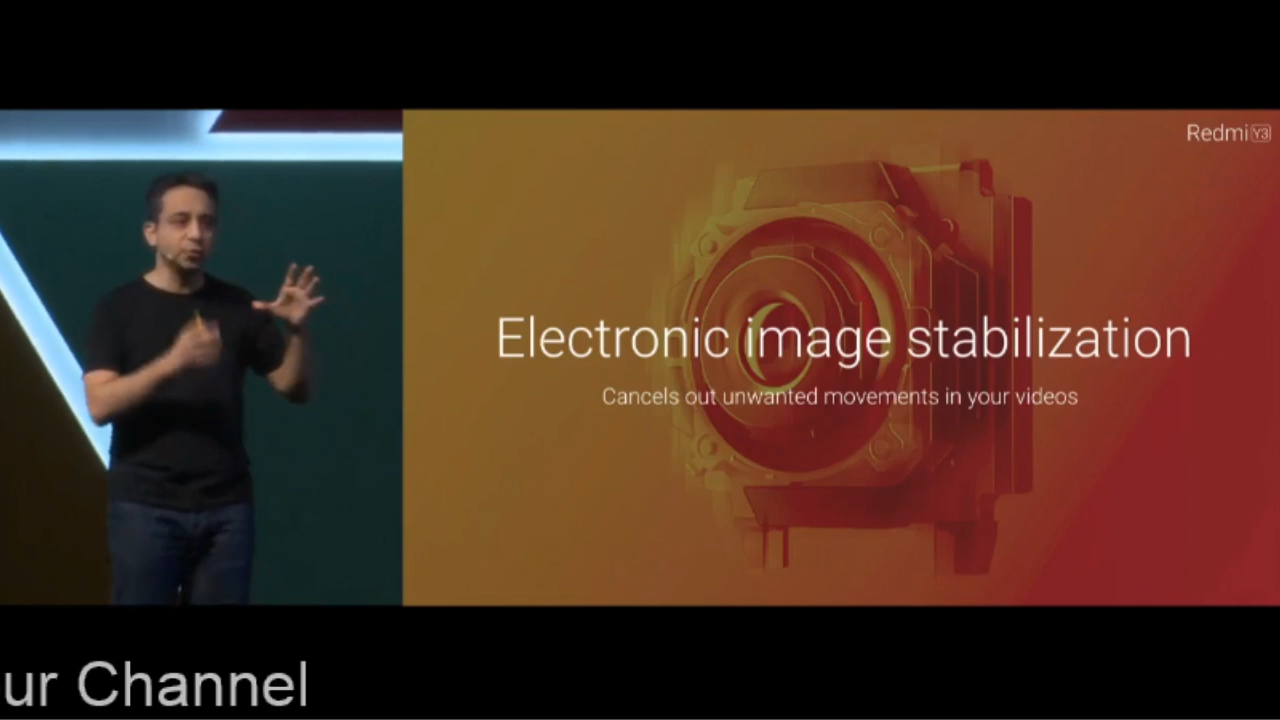 Redmi Y3
Electronic image stabilization
Cancels out unwanted movements in your videos
ur Channel